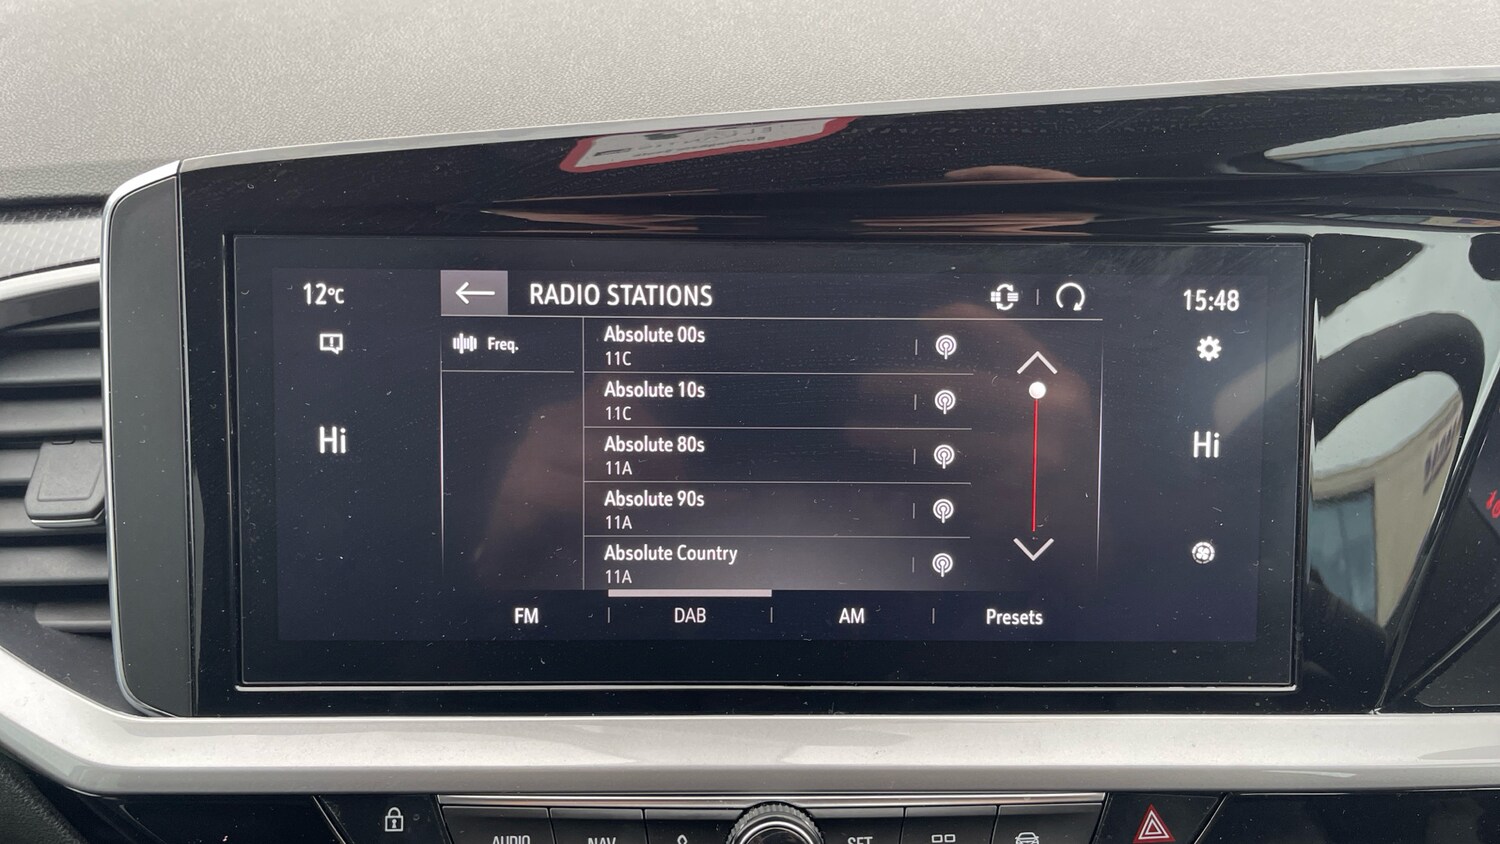 12°C
RADIO STATIONS
15:48
Freq.
Absolute 00s
11C
Absolute 10s
11C
Absolute 80s
11A
Absolute 90s
11A
Absolute Country
11A
Hi
Hi
FM
DAB
AM
Presets
AUDIO
NAV
SET